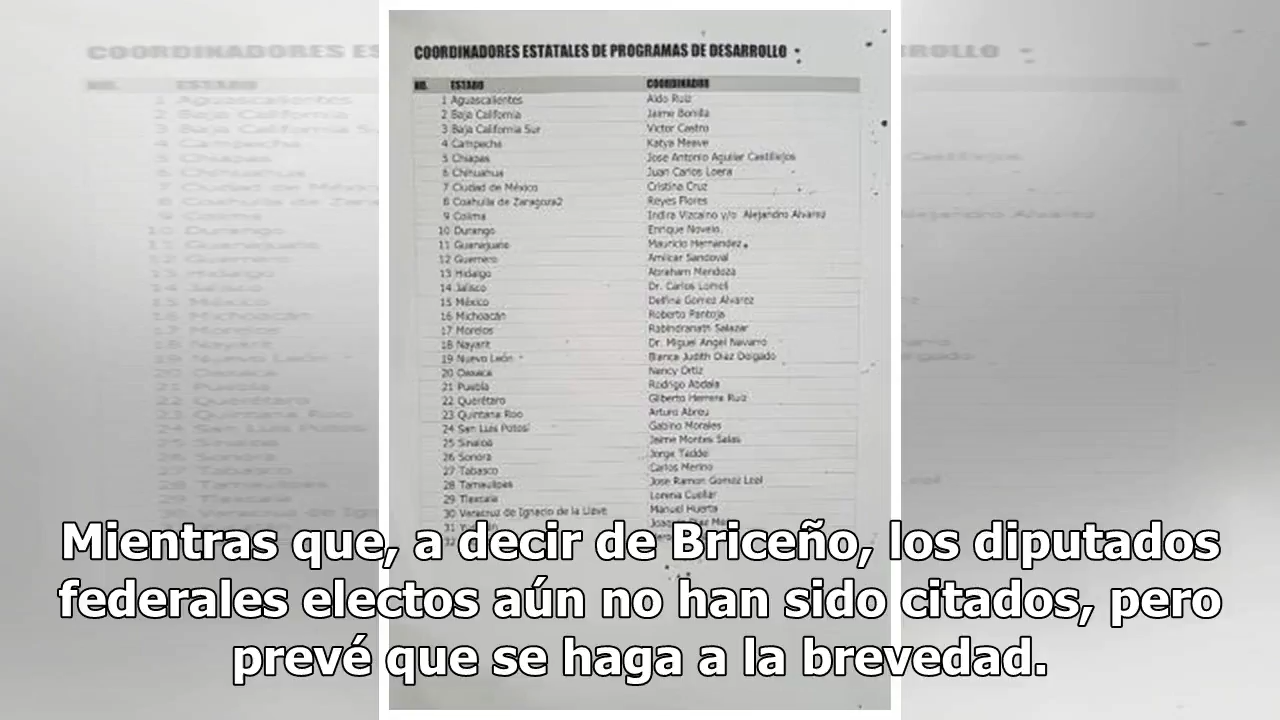 COORDINADORES ESTATALES DE PROGRAMAS DE DESARROLLO
NO. ESTADO COORDINADOR
1 Aguascalientes Aldo Ruiz
2 Baja California Jaime Bonilla
3 Baja California Sur Victor Castro
4 Campeche Katya Meave
5 Chiapas Jose Antonio Aguilar Castillejos
6 Chihuahua Juan Carlos Loera
7 Ciudad de México Cristina Cruz
8 Coahuila de Zaragoza2 Reyes Flores
9 Colima Indira Vizcaino y/o Alejandro Alvarez
10 Durango Enrique Novelo
11 Guanajuato Mauricio Hernández
12 Guerrero Amilcar Sandoval
13 Hidalgo Abraham Mendoza
14 Jalisco Dr. Carlos Lomeli
15 México Delfina Gómez Alvarez
16 Michoacán Roberto Pantoja
17 Morelos Rabindranath Salazar
18 Nayarit Dr. Miguel Angel Navarro
19 Nuevo León Blanca Judith Diaz Delgado
20 Oaxaca Nancy Ortiz
21 Puebla Rodrigo Abdala
22 Querétaro Gilberto Herrera Ruiz
23 Quintana Roo Arturo Abreu
24 San Luis Potosí Gabino Morales
25 Sinaloa Jaime Montes Salas
26 Sonora Jorge Taddei
27 Tabasco Carlos Merino
28 Tamaulipas Jose Ramon Gomez Leal
29 Tlaxcala Lorena Cuellar
30 Veracruz de Ignacio de la Llave Manuel Huerta
31
Mientras que, a decir de Briceño, los diputados
federales electos aún no han sido citados, pero
prevé que se haga a la brevedad.